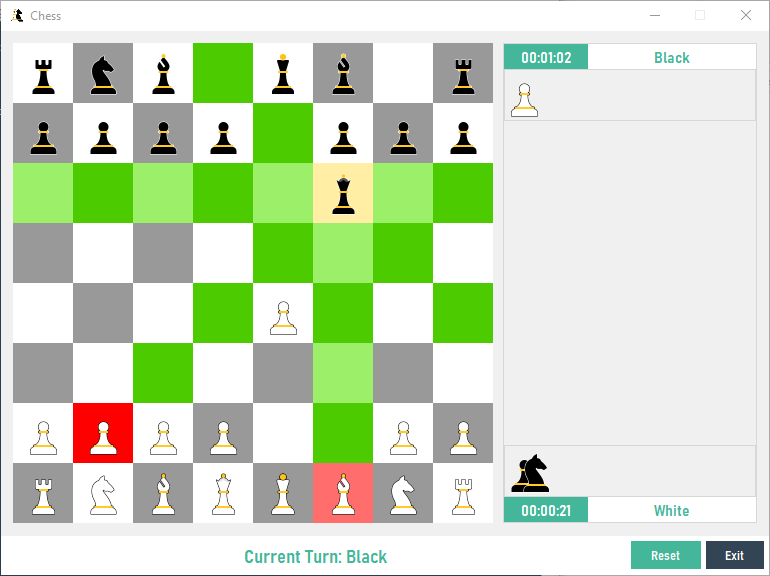 Chess
00:01:02 Black
00:00:21 White
Current Turn: Black
Reset
Exit